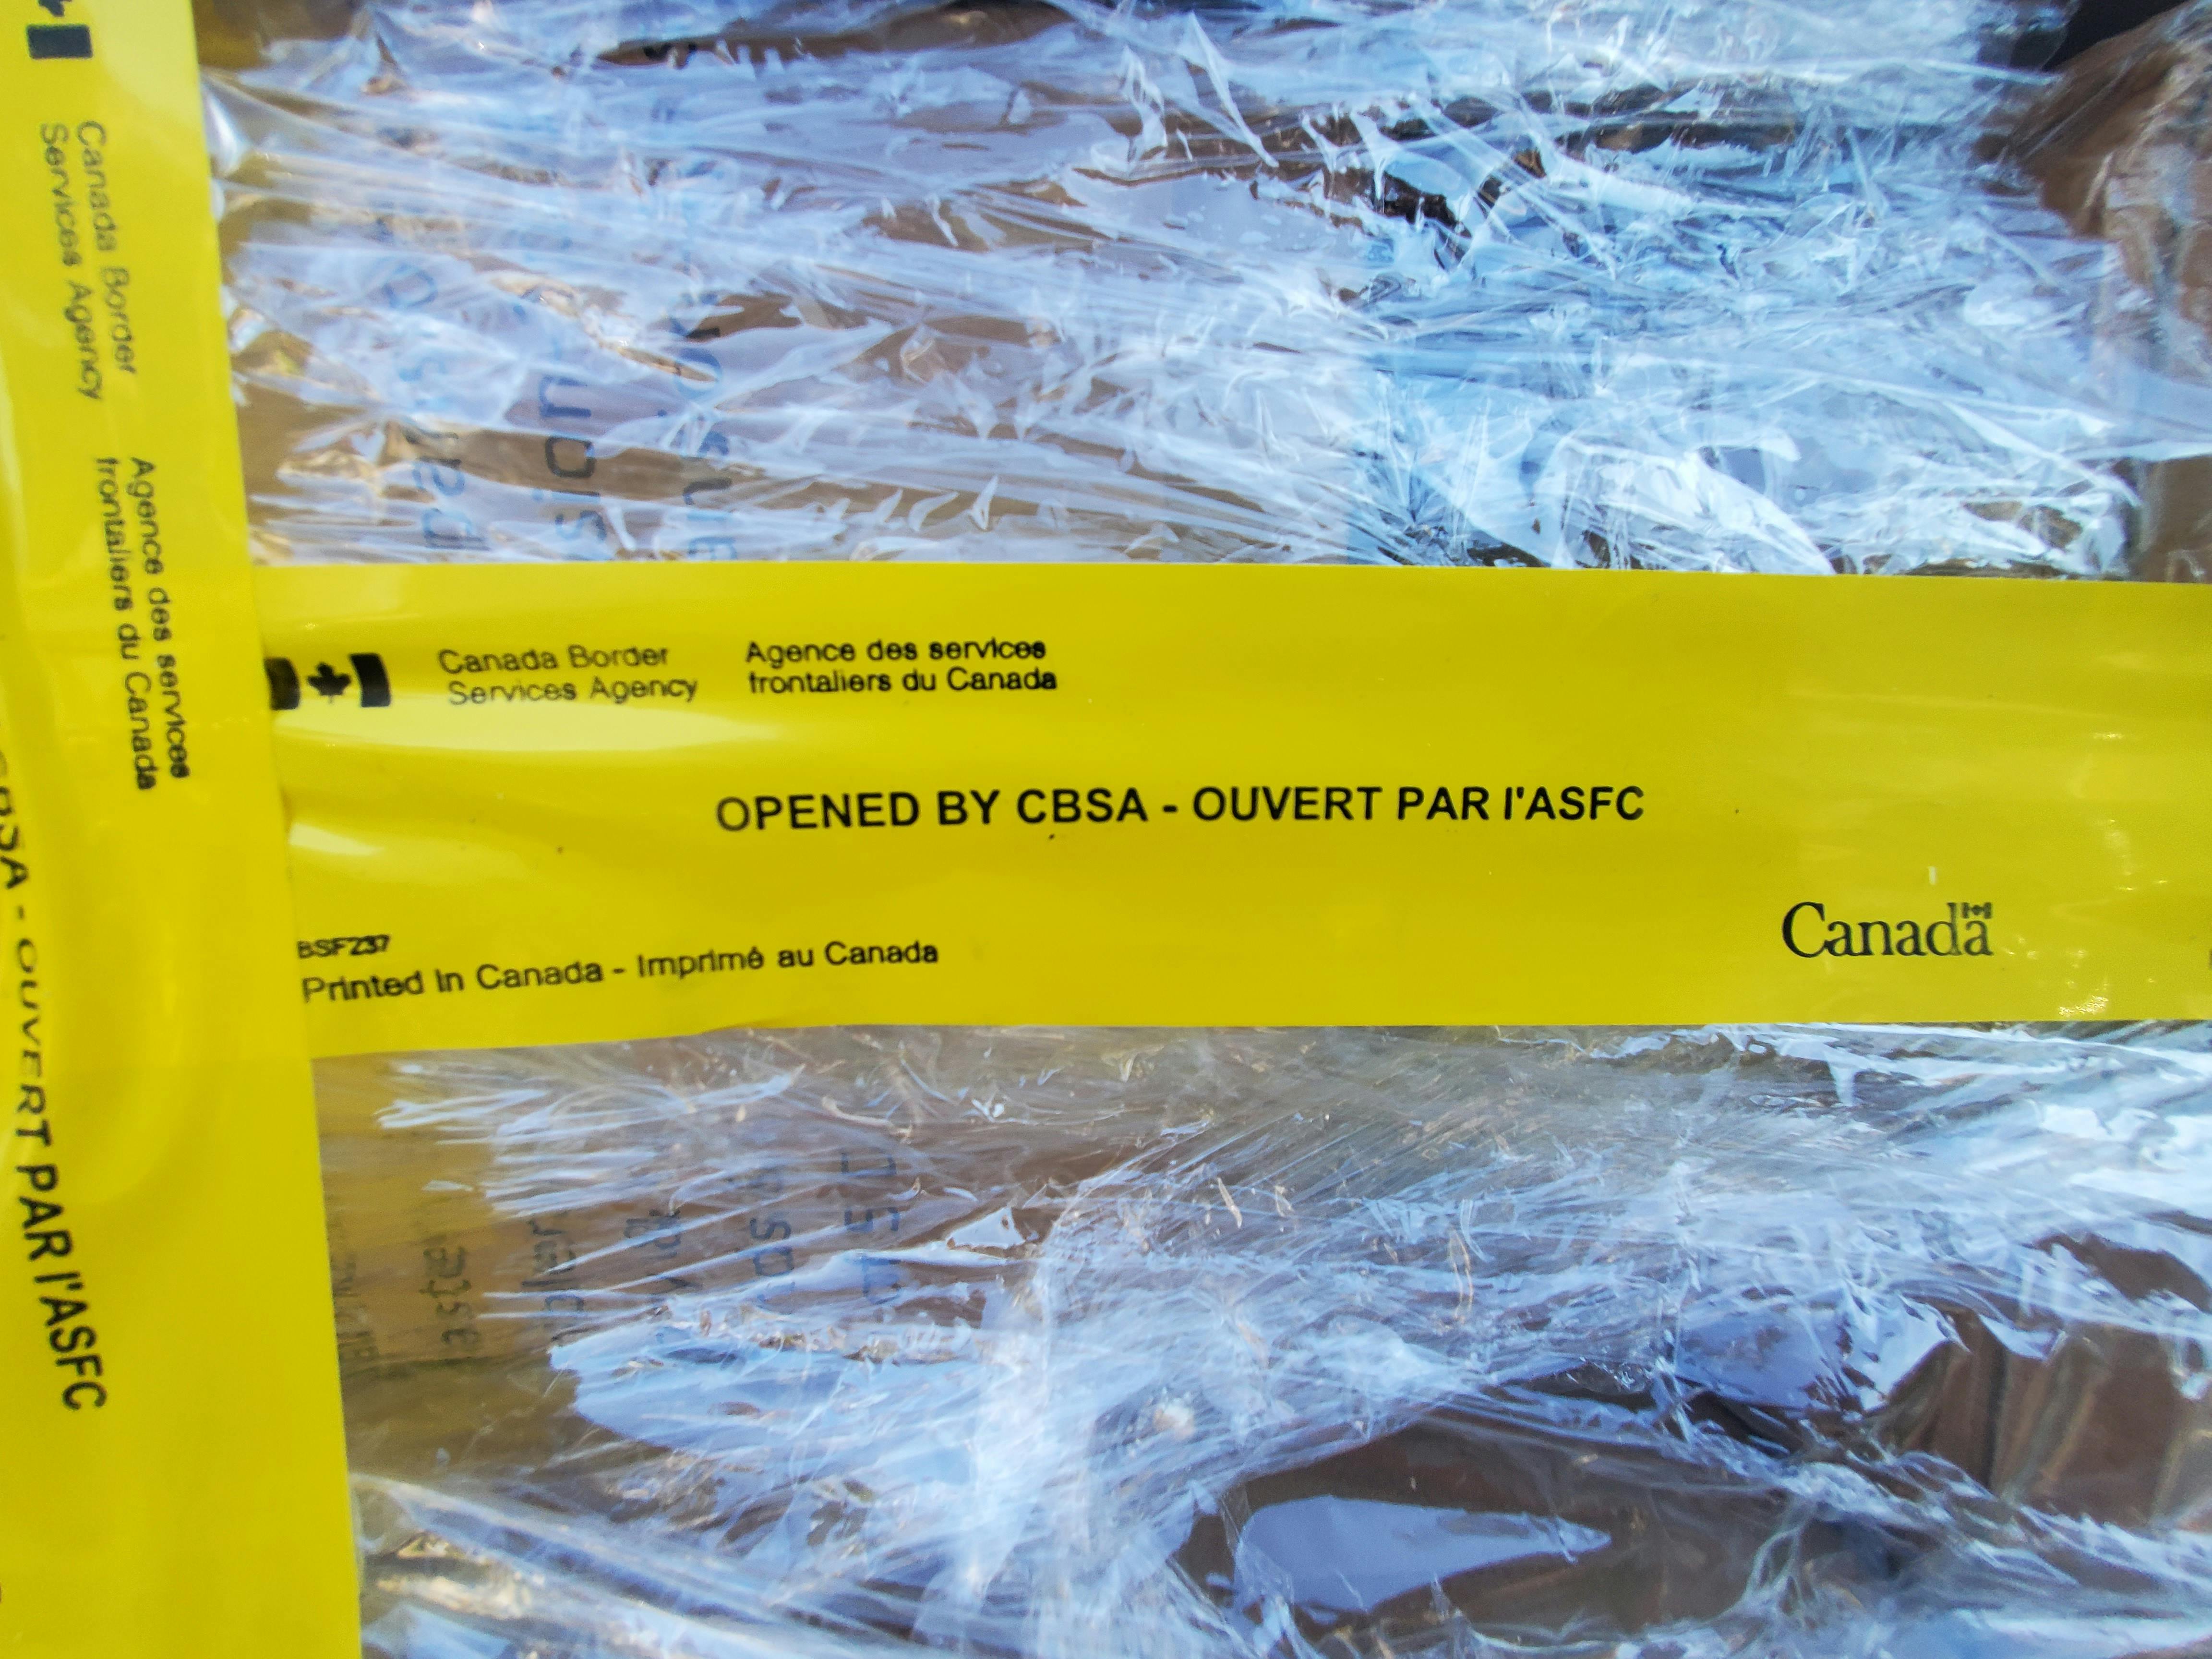 Canada Border
Services Agency
Agence des services
frontaliers du Canada
OUVERT PAR l'ASFC
Canada Border
Services Agency
Agence des services
frontaliers du Canada
OPENED BY CBSA - OUVERT PAR l'ASFC
BSF237
Printed in Canada - Imprimé au Canada
Canada